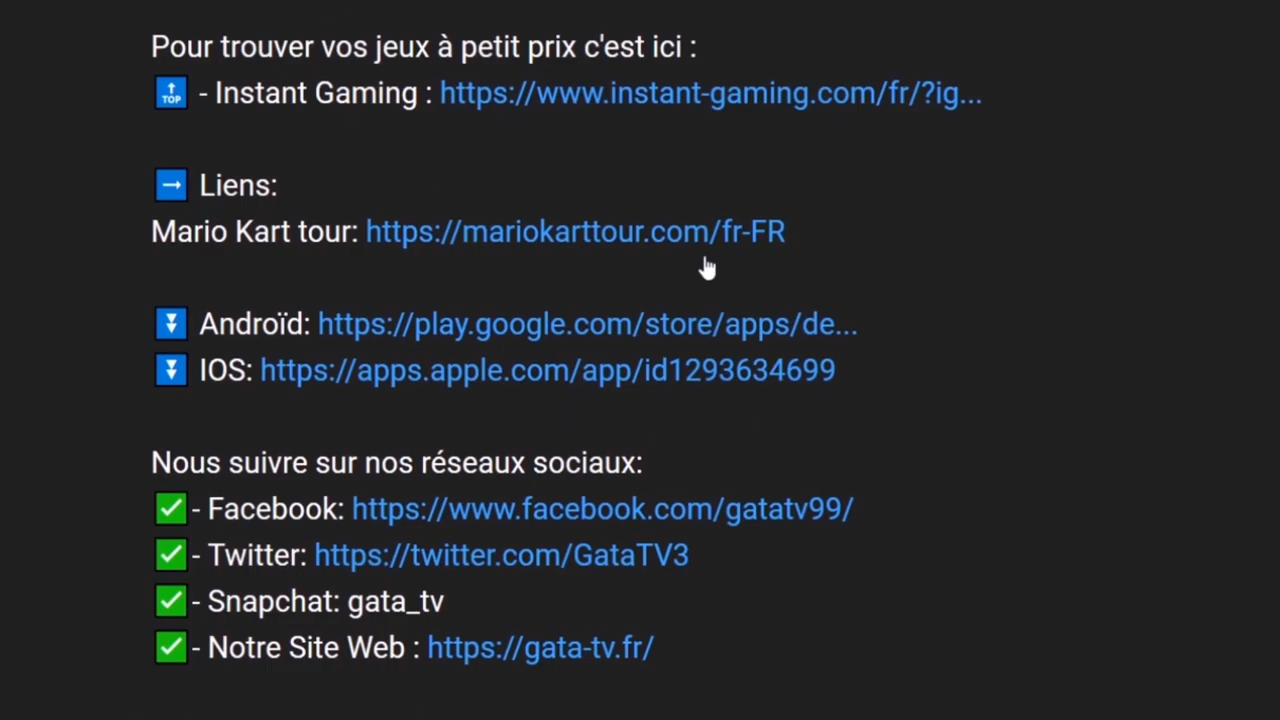 Pour trouver vos jeux à petit prix c'est ici :
TOP - Instant Gaming : https://www.instant-gaming.com/fr/?ig...
Liens:
Mario Kart tour: https://mariokarttour.com/fr-FR
Androïd: https://play.google.com/store/apps/de...
IOS: https://apps.apple.com/app/id1293634699
Nous suivre sur nos réseaux sociaux:
- Facebook: https://www.facebook.com/gatatv99/
- Twitter: https://twitter.com/GataTV3
- Snapchat: gata_tv
- Notre Site Web : https://gata-tv.fr/